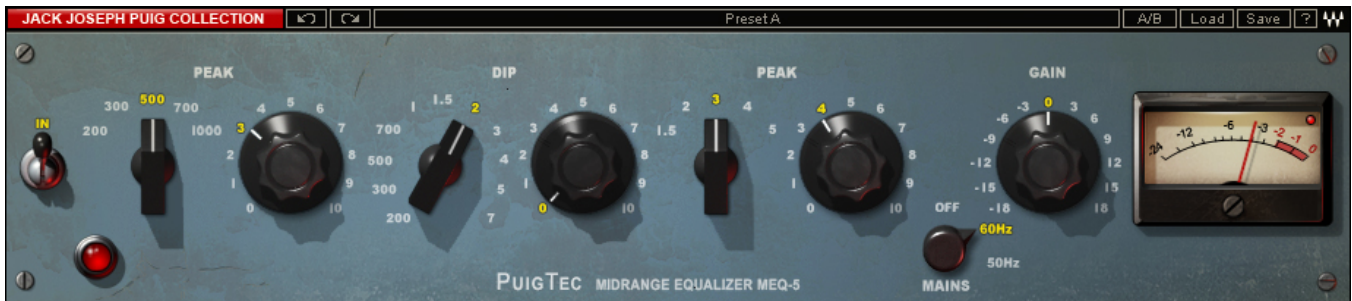 JACK JOSEPH PUIG COLLECTION Preset A A/B Load Save ?
PEAK DIP PEAK GAIN
IN
200 300 500 700 1000
0 1 2 3 4 5 6 7 8 9 10
200 300 500 700 1 1.5 2 3 4 5 7
0 1 2 3 4 5 6 7 8 9 10
1.5 2 3 4 5
0 1 2 3 4 5 6 7 8 9 10
-18 -15 -12 -9 -6 -3 0 3 6 9 12 15 18
-24 -12 -6 -3 -2 -1 0
OFF
60Hz
50Hz
MAINS
PUIGTEC MIDRANGE EQUALIZER MEQ-5